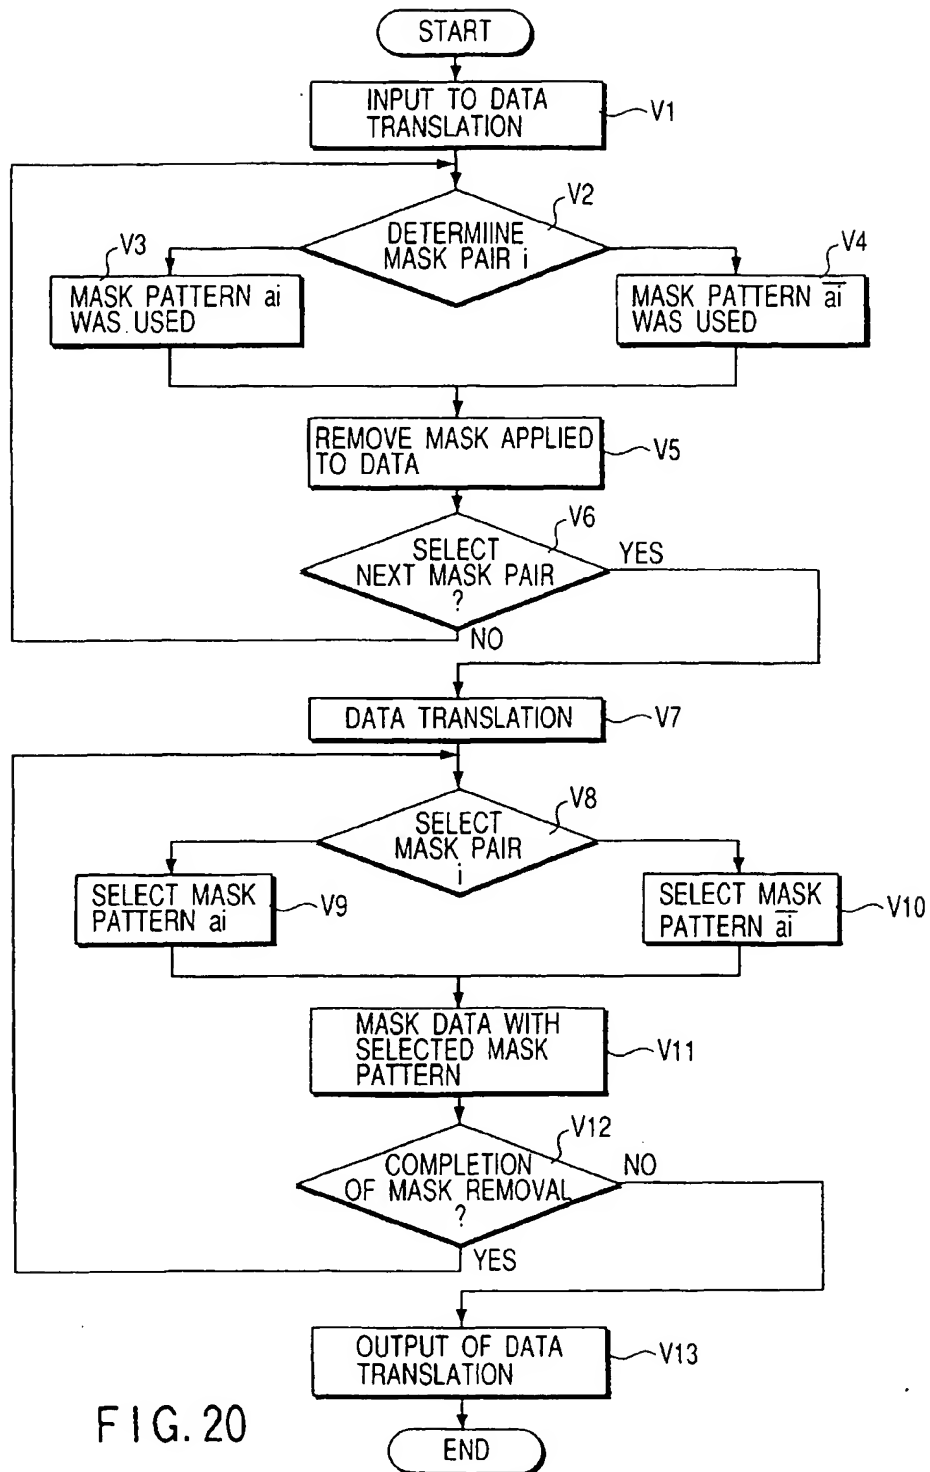 START
INPUT TO DATA
TRANSLATION
V1
V2
DETERMIINE
MASK PAIR i
V3
MASK PATTERN ai
WAS USED
V4
MASK PATTERN a̅i̅
WAS USED
REMOVE MASK APPLIED
TO DATA
V5
V6
SELECT
NEXT MASK PAIR
?
YES
NO
DATA TRANSLATION
V7
V8
SELECT
MASK PAIR
i
SELECT MASK
PATTERN ai
V9
SELECT MASK
PATTERN a̅i̅
V10
MASK DATA WITH
SELECTED MASK
PATTERN
V11
V12
COMPLETION
OF MASK REMOVAL
?
NO
YES
OUTPUT OF DATA
TRANSLATION
V13
END
FIG. 20